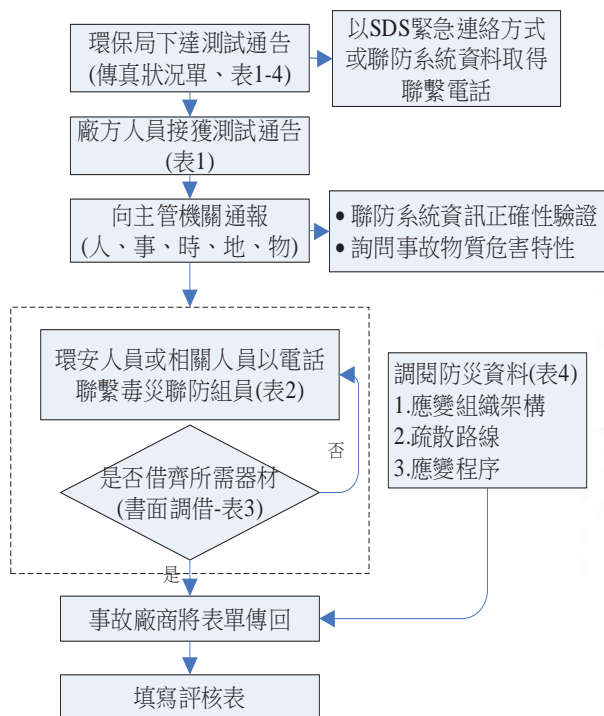 環保局下達測試通告
(傳真狀況單、表1-4)
以SDS緊急連絡方式
或聯防系統資料取得
聯繫電話
廠方人員接獲測試通告
(表1)
向主管機關通報
(人、事、時、地、物)
• 聯防系統資訊正確性驗證
• 詢問事故物質危害特性
環安人員或相關人員以電話
聯繫毒災聯防組員(表2)
調閱防災資料(表4)
1.應變組織架構
2.疏散路線
3.應變程序
否
是否借齊所需器材
(書面調借-表3)
是
事故廠商將表單傳回
填寫評核表